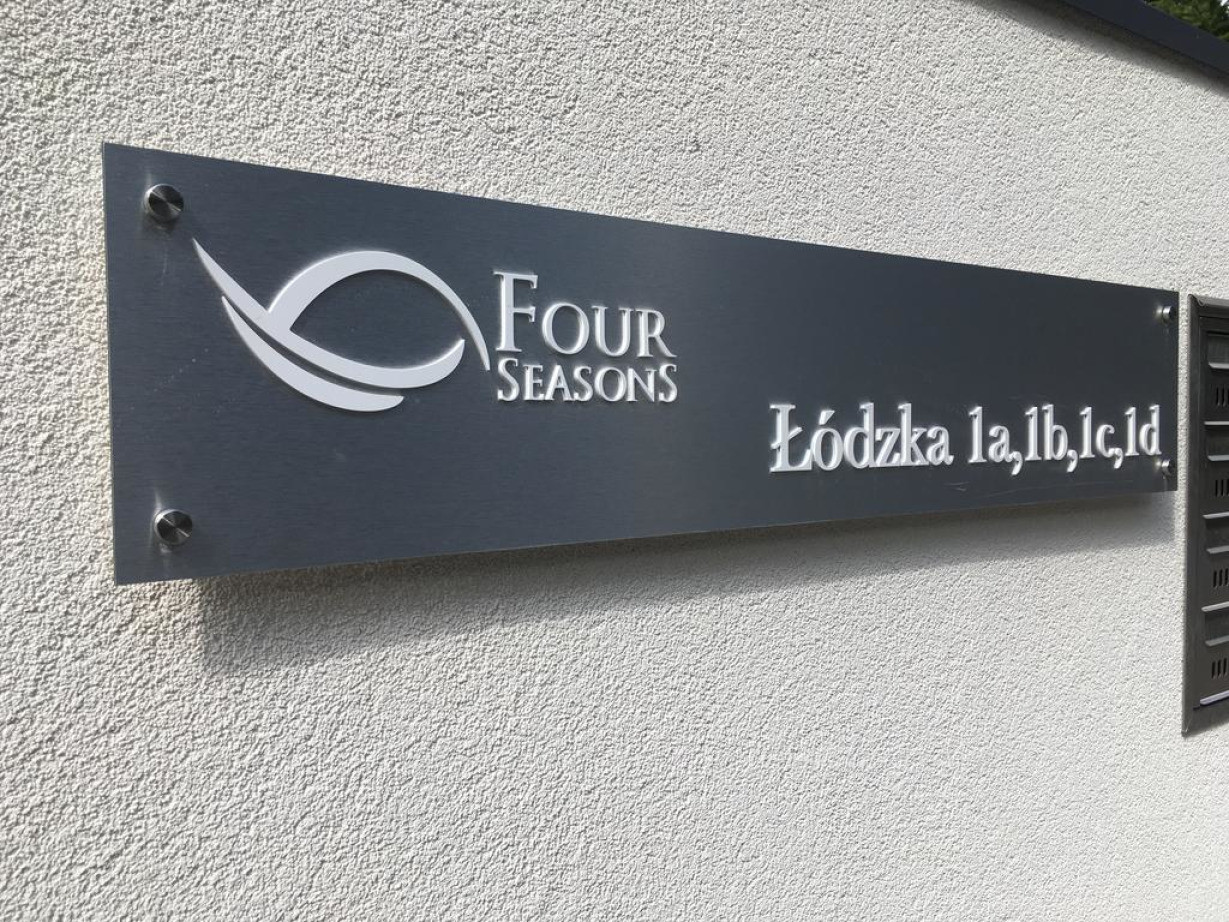 Four
Seasons
Łódzka 1a,1b,1c,1d